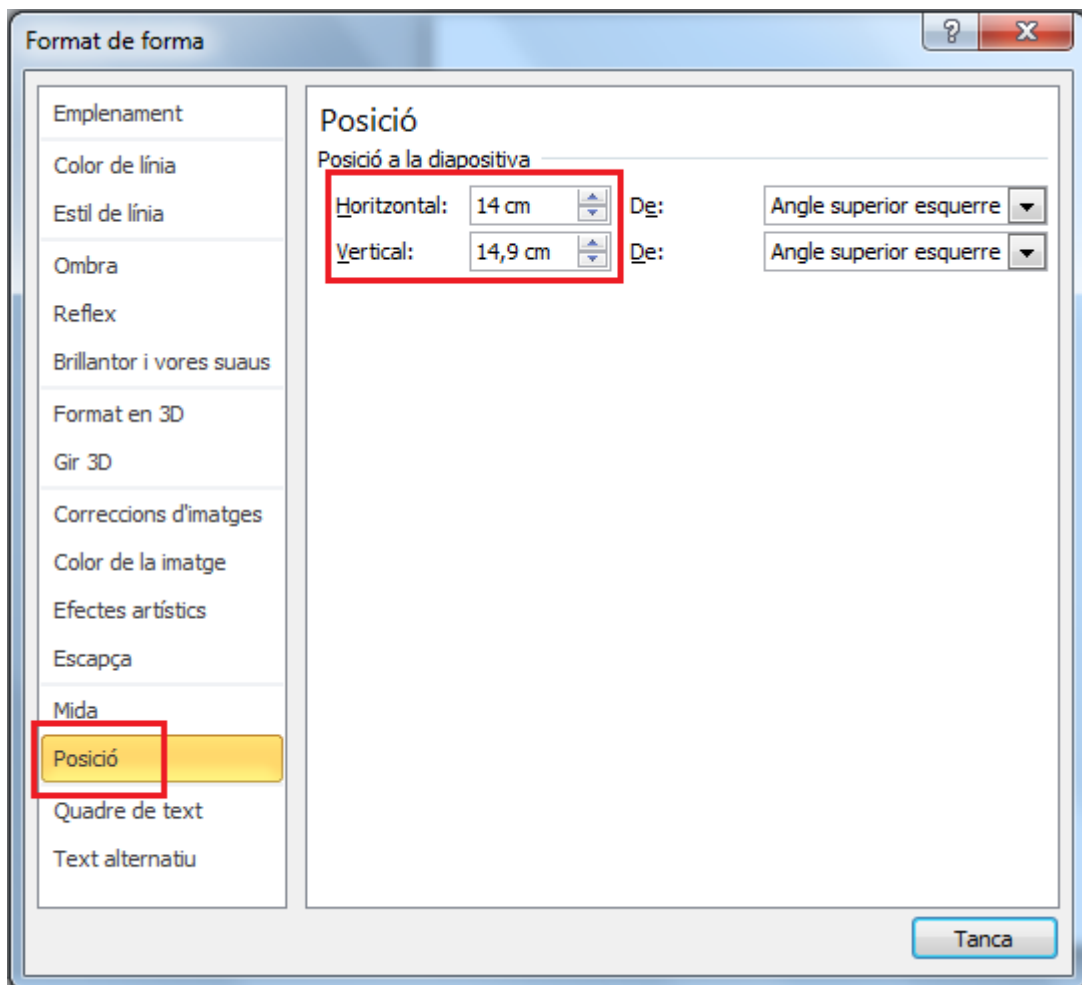 Format de forma
Emplenament
Color de línia
Estil de línia
Ombra
Reflex
Brillantor i vores suaus
Format en 3D
Gir 3D
Correccions d'imatges
Color de la imatge
Efectes artístics
Escapça
Mida
Posició
Quadre de text
Text alternatiu
Posició
Posició a la diapositiva
Horitzontal: 14 cm De: Angle superior esquerre
Vertical: 14,9 cm De: Angle superior esquerre
Tanca